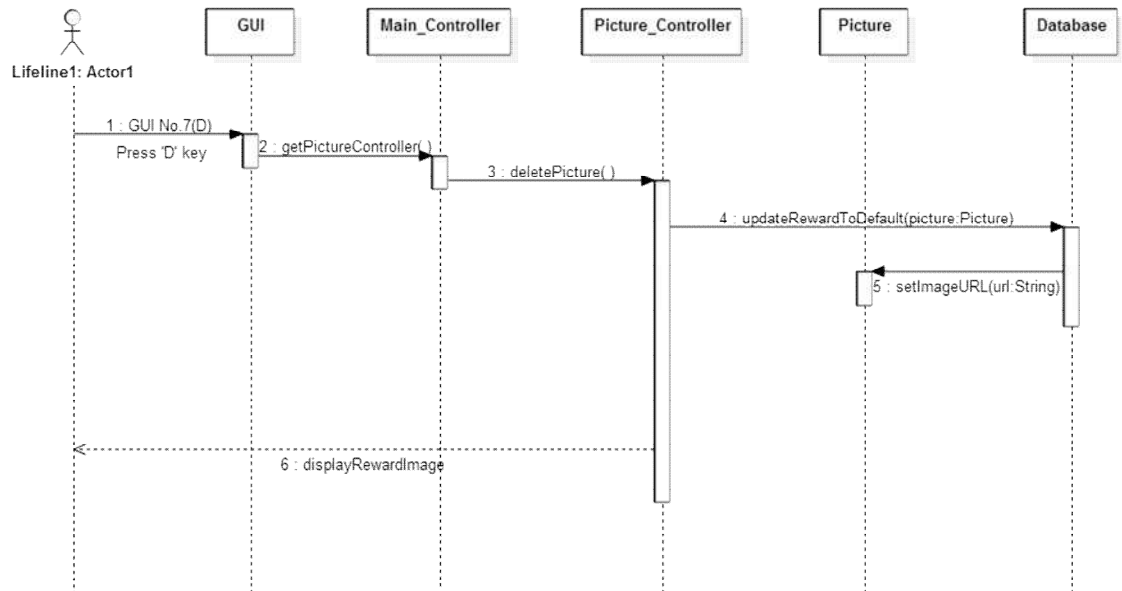 GUI
Main_Controller
Picture_Controller
Picture
Database
Lifeline1: Actor1
1 : GUI No.7(D)
Press 'D' key
2 : getPictureController( )
3 : deletePicture( )
4 : updateRewardToDefault(picture:Picture)
5 : setImageURL(url:String)
6 : displayRewardImage